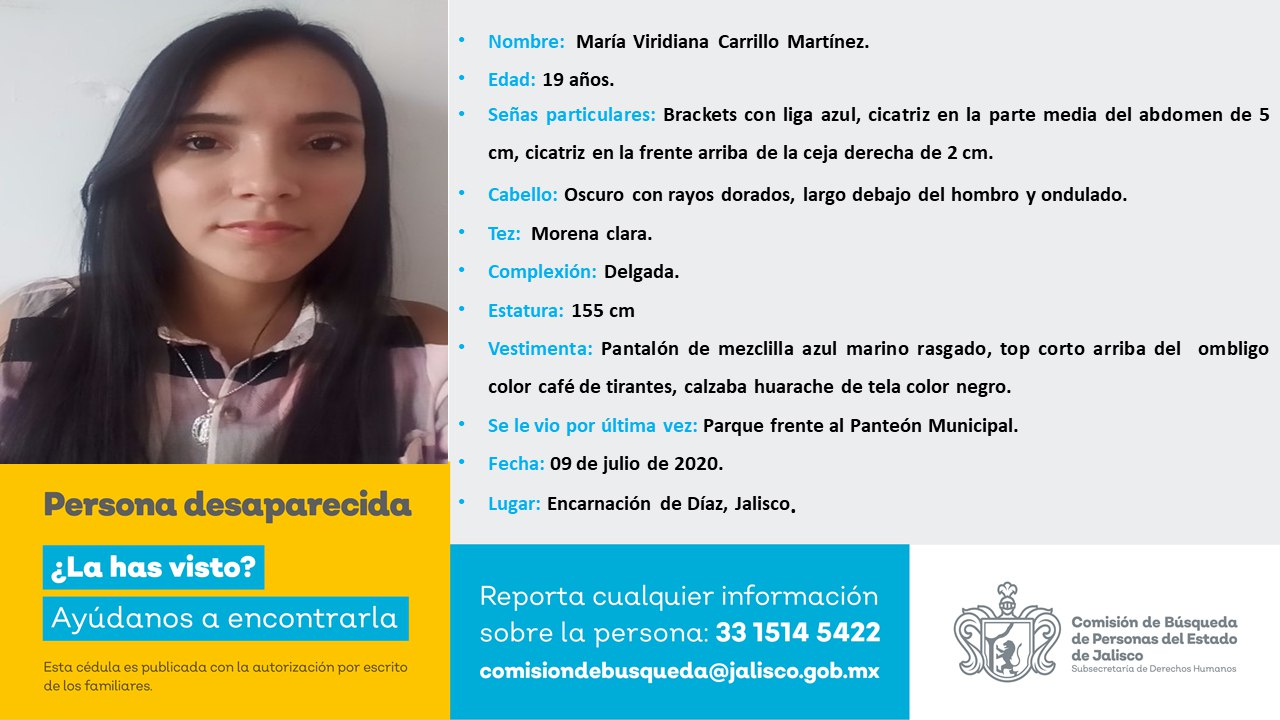 Nombre: María Viridiana Carrillo Martínez.
Edad: 19 años.
Señas particulares: Brackets con liga azul, cicatriz en la parte media del abdomen de 5
cm, cicatriz en la frente arriba de la ceja derecha de 2 cm.
Cabello: Oscuro con rayos dorados, largo debajo del hombro y ondulado.
Tez: Morena clara.
Complexión: Delgada.
Estatura: 155 cm
Vestimenta: Pantalón de mezclilla azul marino rasgado, top corto arriba del ombligo
color café de tirantes, calzaba huarache de tela color negro.
Se le vio por última vez: Parque frente al Panteón Municipal.
Fecha: 09 de julio de 2020.
Lugar: Encarnación de Díaz, Jalisco.
Persona desaparecida
¿La has visto?
Ayúdanos a encontrarla
Esta cédula es publicada con la autorización por escrito
de los familiares.
Reporta cualquier información
sobre la persona: 33 1514 5422
comisiondebusqueda@jalisco.gob.mx
Comisión de Búsqueda
de Personas del Estado
de Jalisco
Subsecretaría de Derechos Humanos